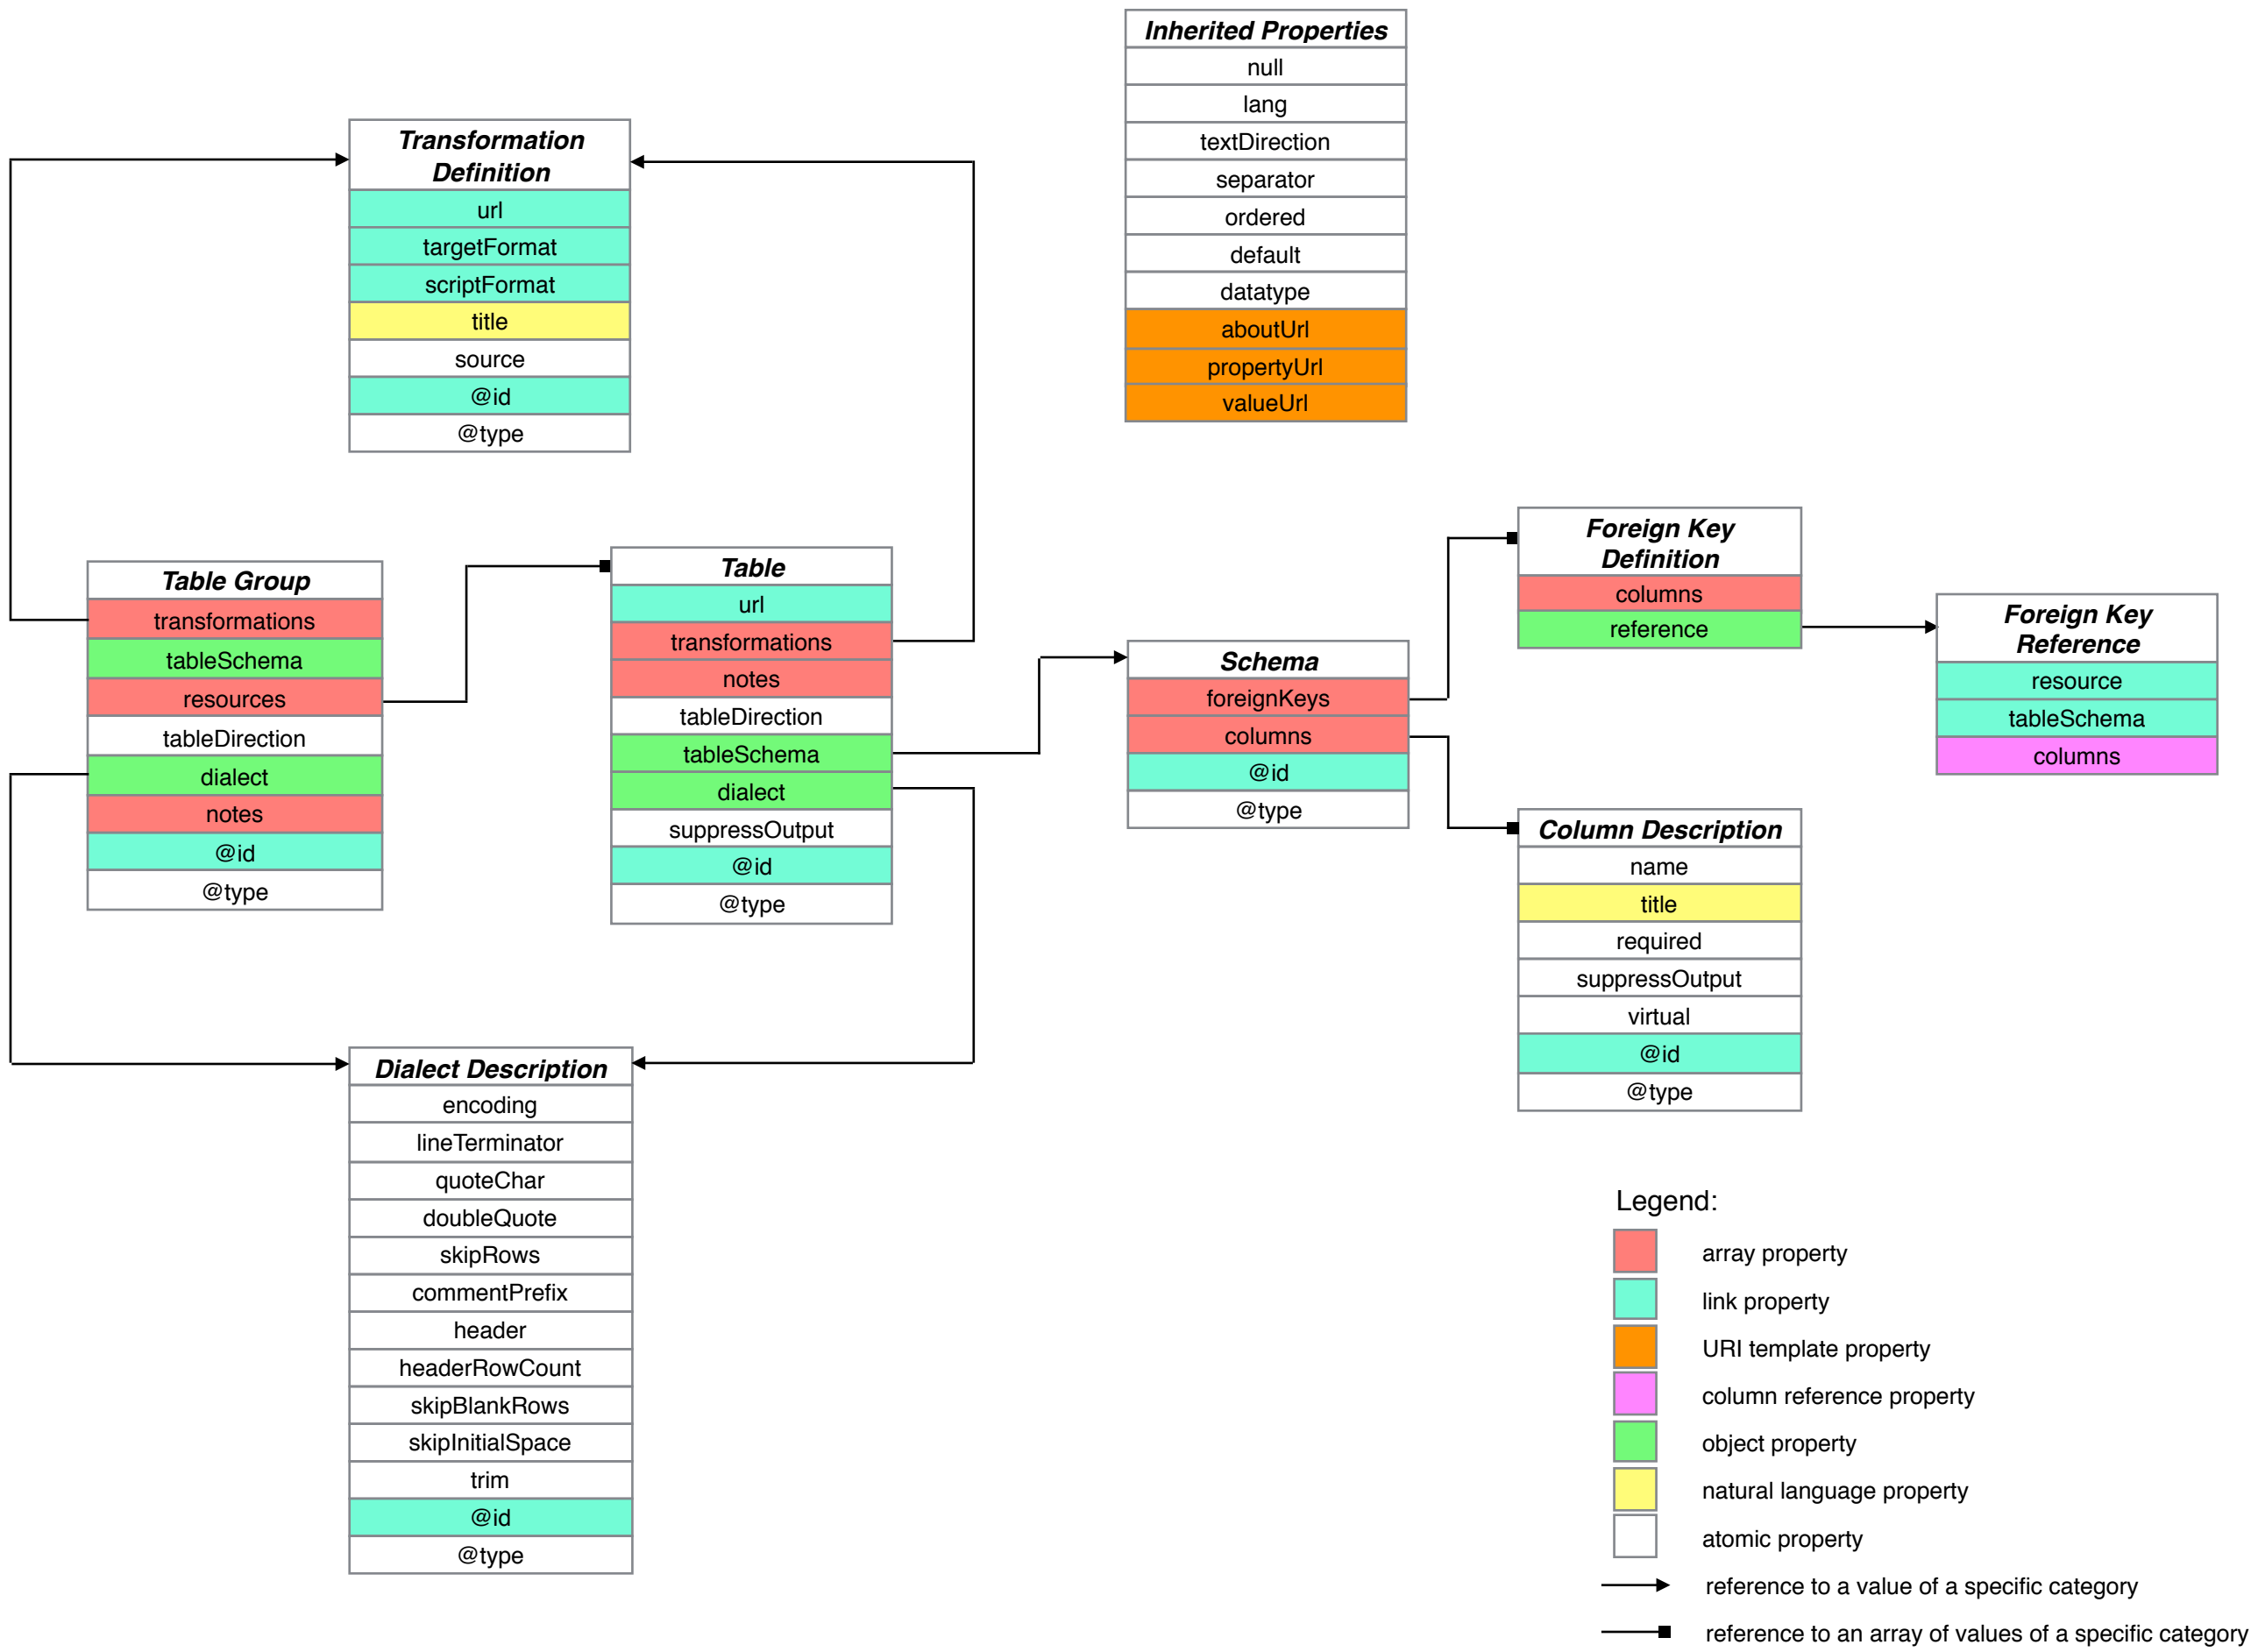 Inherited Properties
null
lang
textDirection
separator
ordered
default
datatype
aboutUrl
propertyUrl
valueUrl
Transformation
Definition
url
targetFormat
scriptFormat
title
source
@id
@type
Table Group
transformations
tableSchema
resources
tableDirection
dialect
notes
@id
@type
Table
url
transformations
notes
tableDirection
tableSchema
dialect
suppressOutput
@id
@type
Schema
foreignKeys
columns
@id
@type
Foreign Key
Definition
columns
reference
Foreign Key
Reference
resource
tableSchema
columns
Column Description
name
title
required
suppressOutput
virtual
@id
@type
Dialect Description
encoding
lineTerminator
quoteChar
doubleQuote
skipRows
commentPrefix
header
headerRowCount
skipBlankRows
skipInitialSpace
trim
@id
@type
Legend:
array property
link property
URI template property
column reference property
object property
natural language property
atomic property
reference to a value of a specific category
reference to an array of values of a specific category